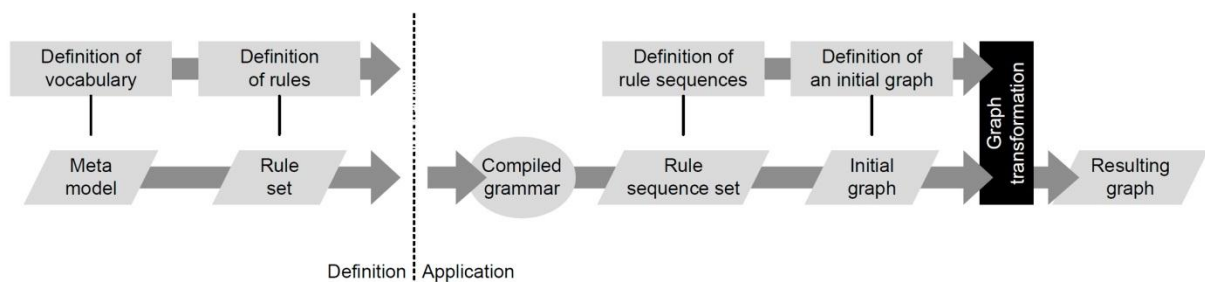 Definition of
vocabulary
Definition
of rules
Definition of
rule sequences
Definition of
an initial graph
Graph
transformation
Meta
model
Rule
set
Compiled
grammar
Rule
sequence set
Initial
graph
Resulting
graph
Definition
Application